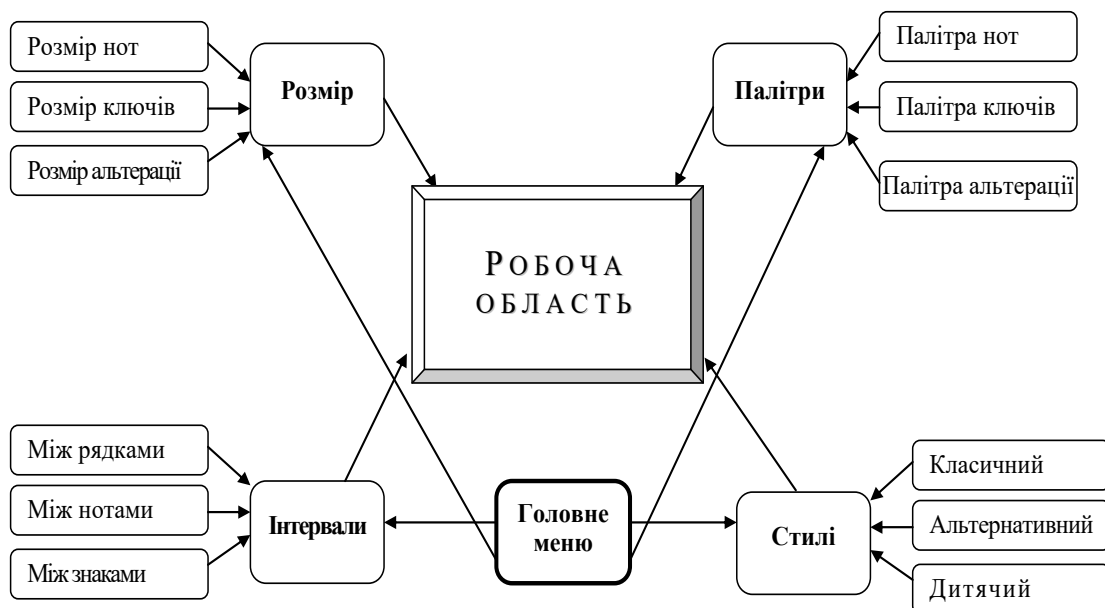 Розмір нот
Розмір ключів
Розмір альтерації
Розмір
Палітри
Палітра нот
Палітра ключів
Палітра альтерації
РОБОЧА
ОБЛАСТЬ
Між рядками
Між нотами
Між знаками
Інтервали
Головне
меню
Стилі
Класичний
Альтернативний
Дитячий